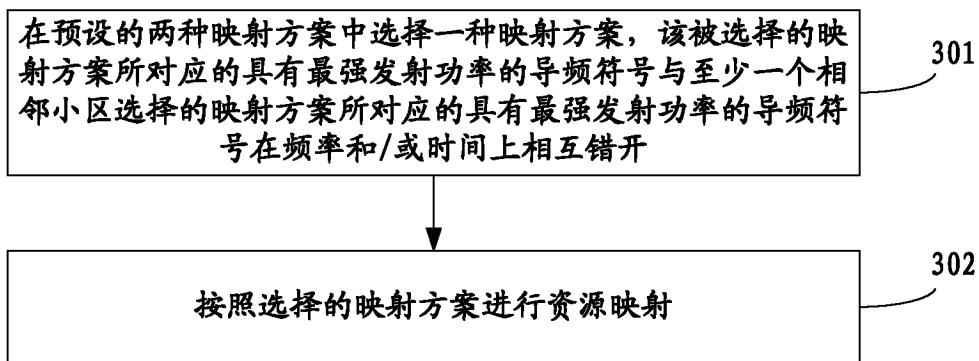 在预设的两种映射方案中选择一种映射方案，该被选择的映
射方案所对应的具有最强发射功率的导频符号与至少一个相
邻小区选择的映射方案所对应的具有最强发射功率的导频符
号在频率和/或时间上相互错开
301
按照选择的映射方案进行资源映射
302